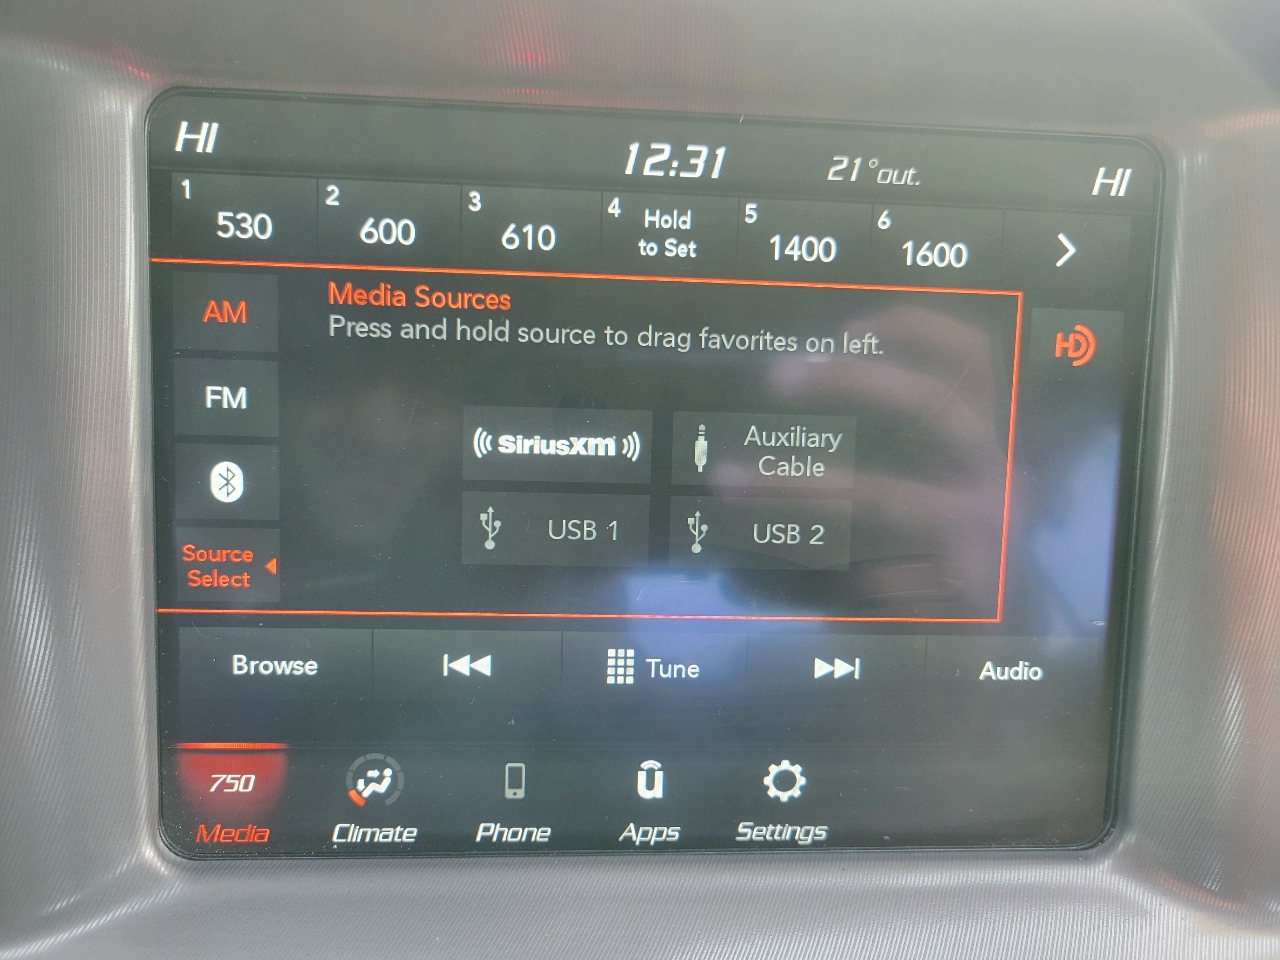 HI
12:31
21°out.
HI
1
530
2
600
3
610
4
Hold
to Set
5
1400
6
1600
AM
Media Sources
Press and hold source to drag favorites on left.
HD
FM
SiriusXM
Auxiliary
Cable
USB 1
USB 2
Source
Select
Browse
Tune
Audio
750
Media
Climate
Phone
Apps
Settings